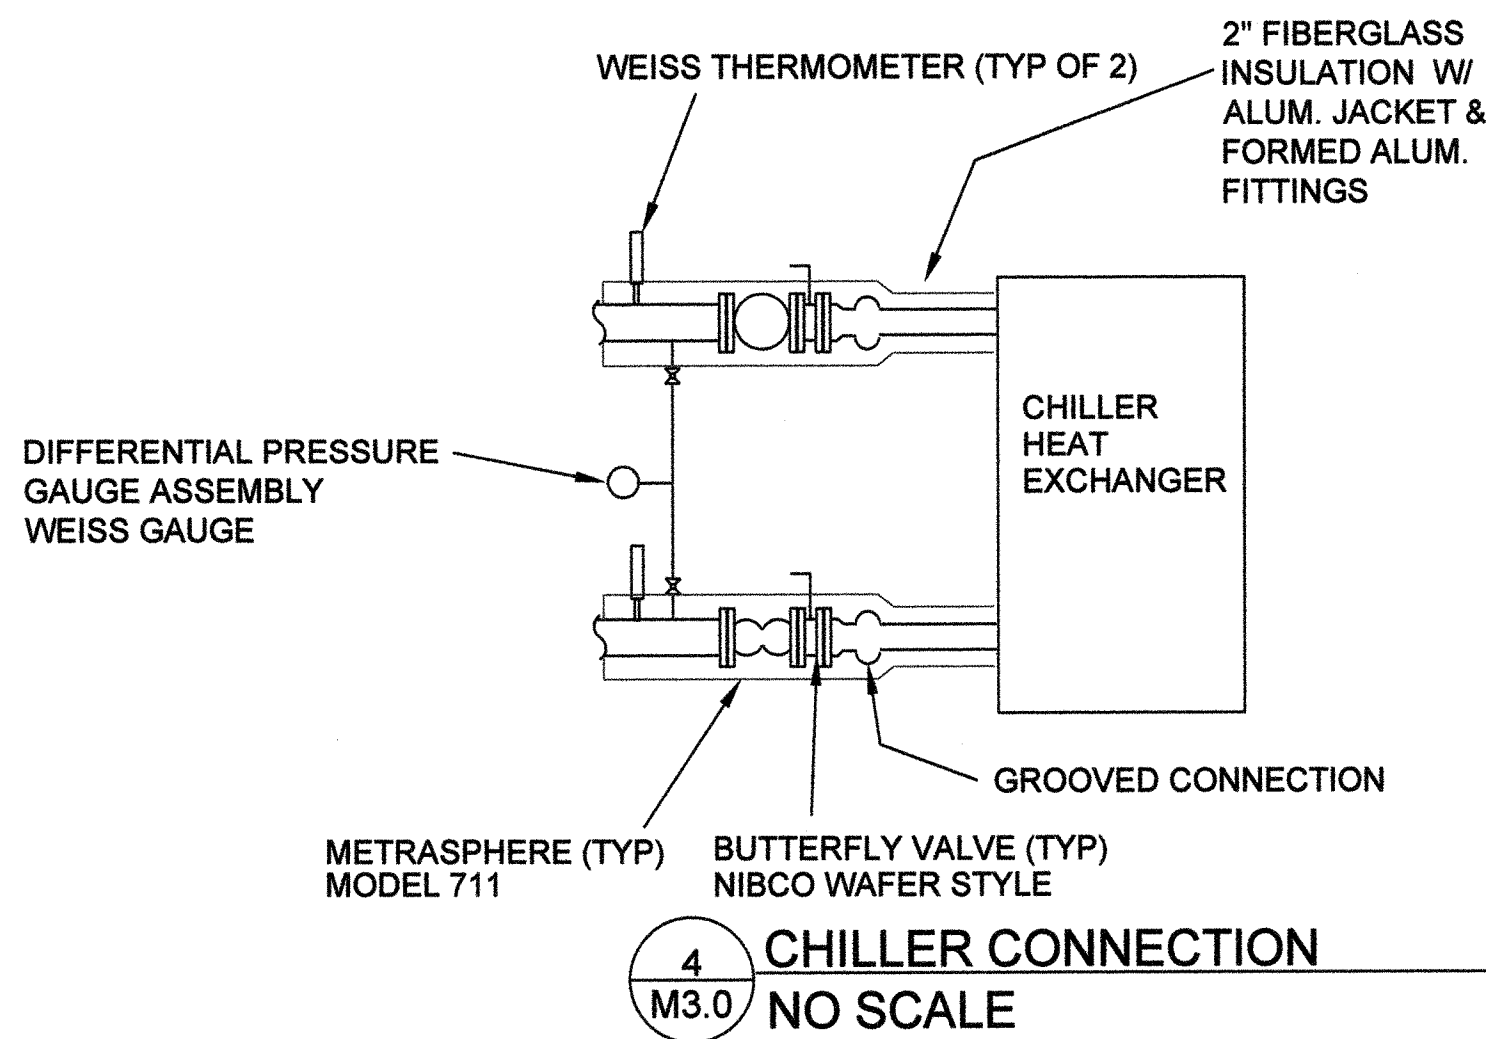 WEISS THERMOMETER (TYP OF 2)
2" FIBERGLASS
INSULATION W/
ALUM. JACKET &
FORMED ALUM.
FITTINGS
CHILLER
HEAT
EXCHANGER
DIFFERENTIAL PRESSURE
GAUGE ASSEMBLY
WEISS GAUGE
GROOVED CONNECTION
METRASPHERE (TYP)
MODEL 711
BUTTERFLY VALVE (TYP)
NIBCO WAFER STYLE
4
M3.0
CHILLER CONNECTION
NO SCALE